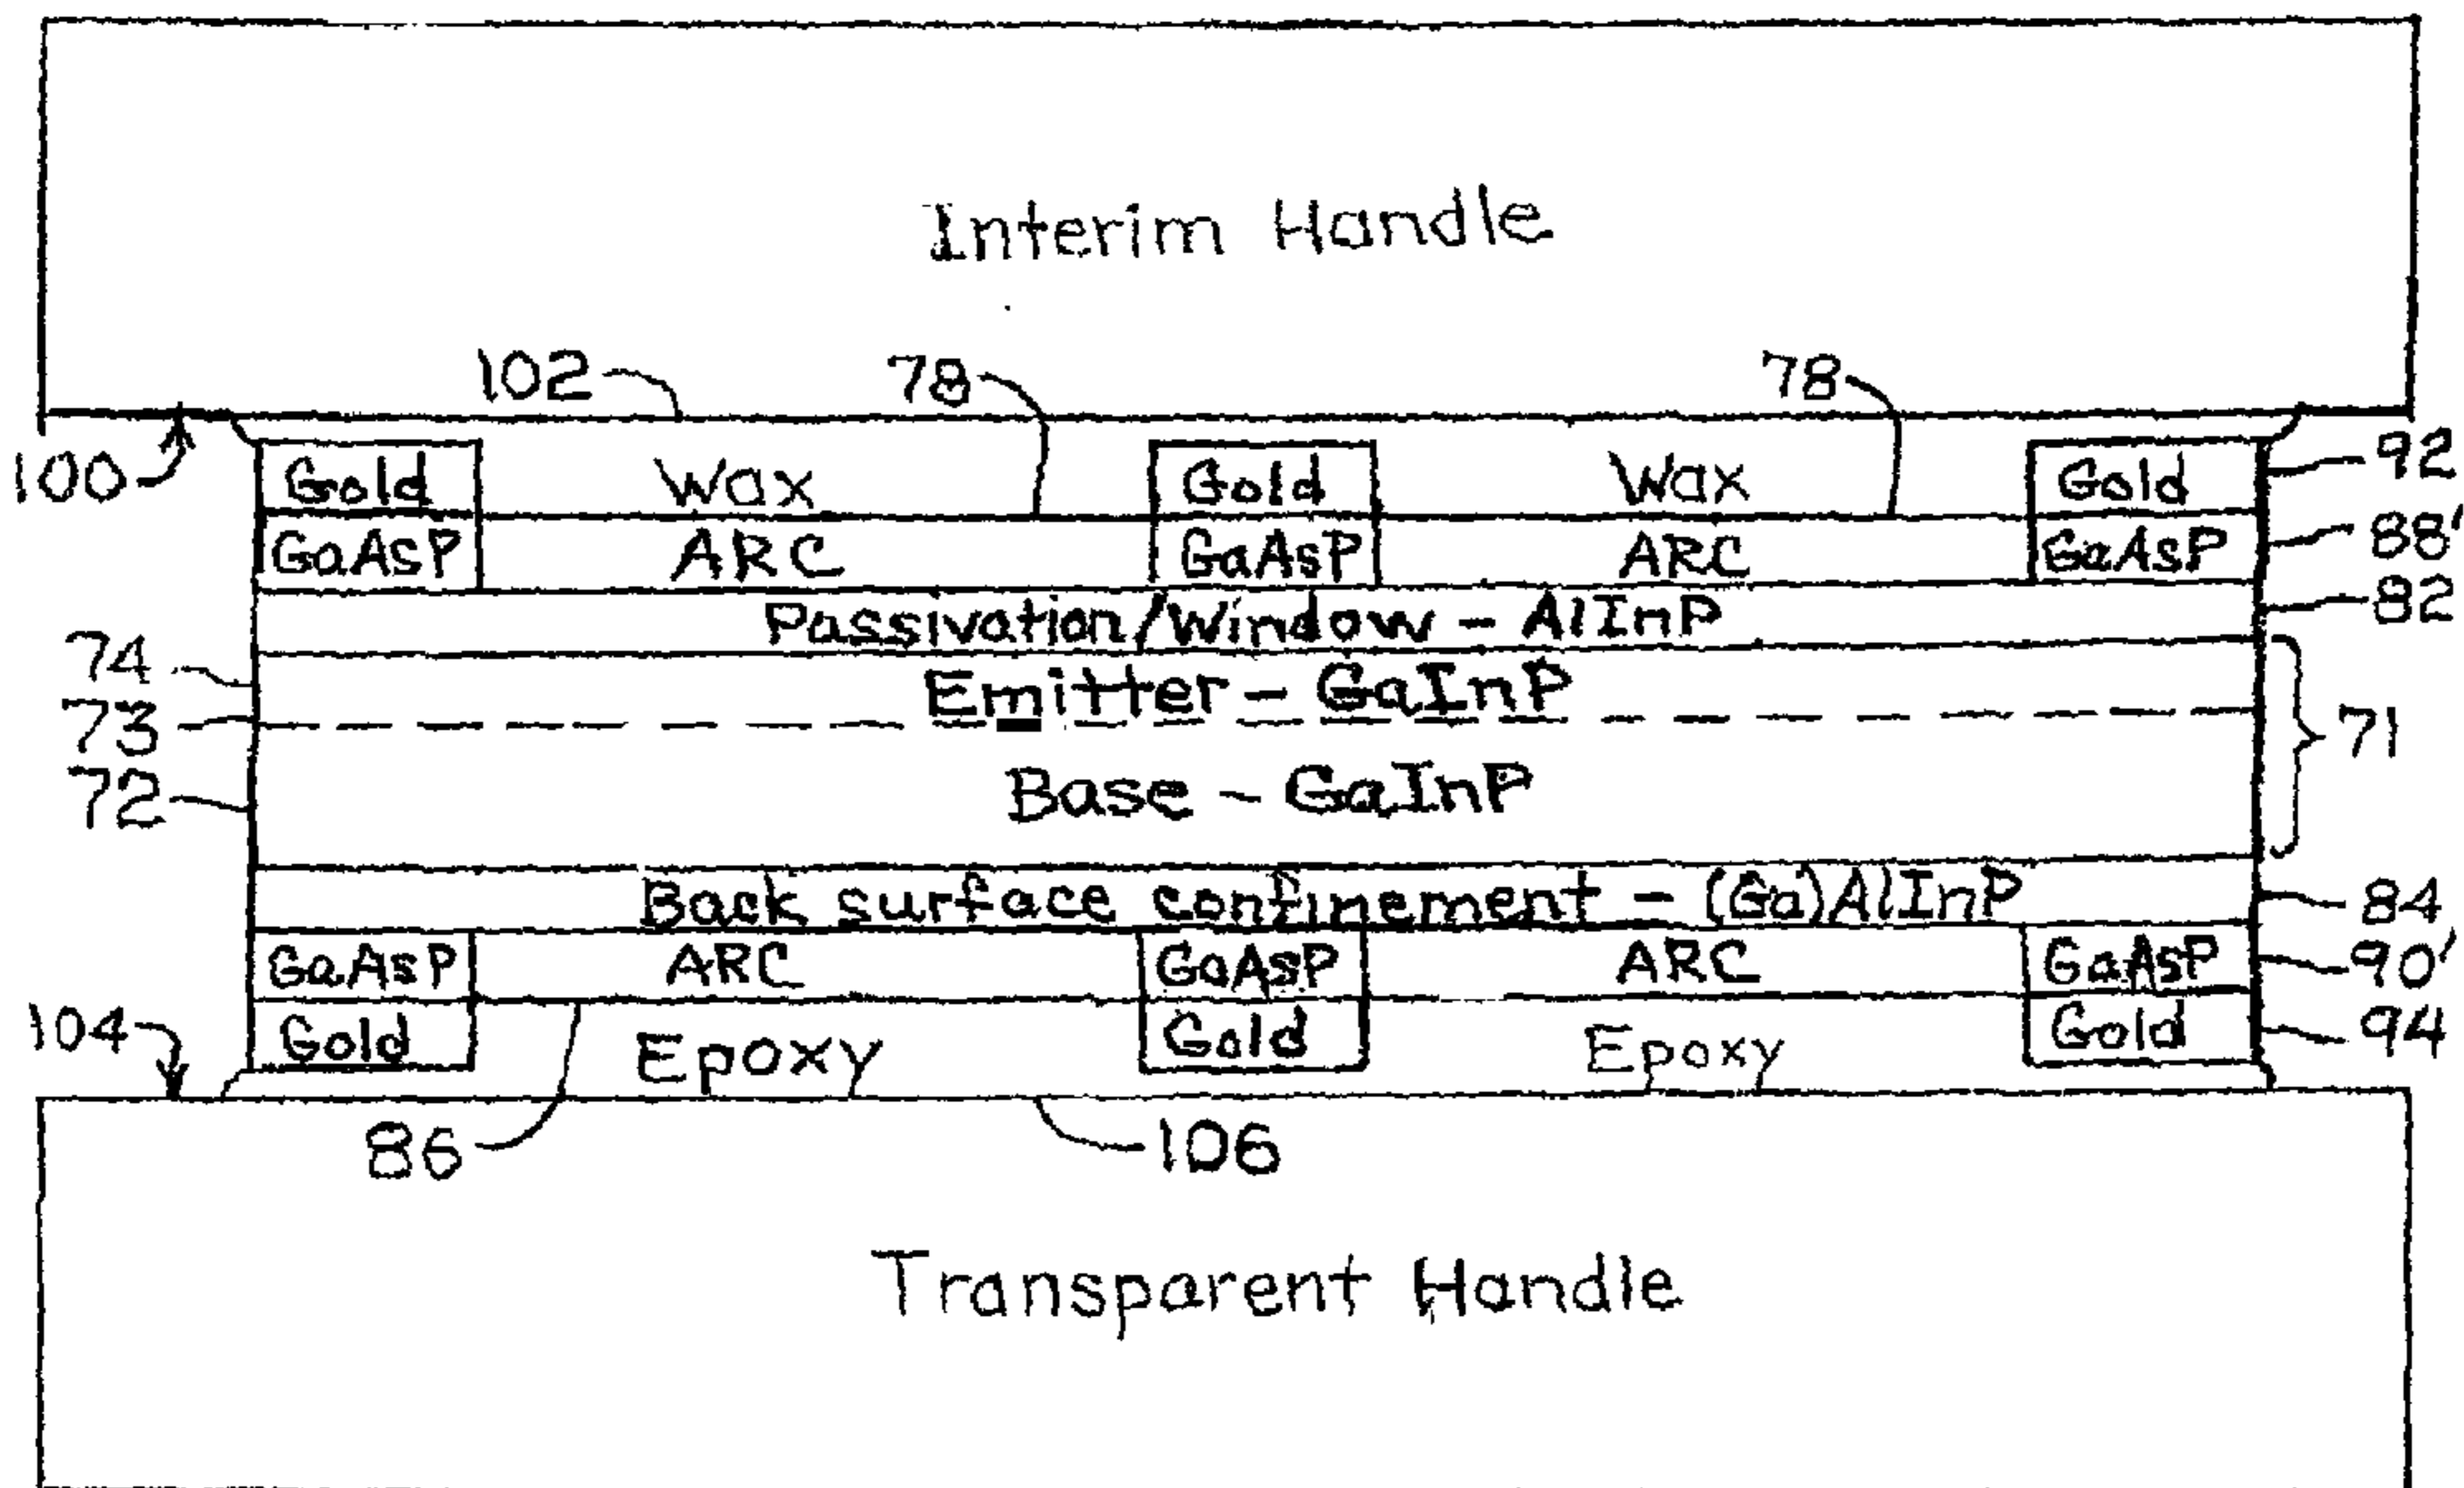 Interim Handle
102 78 78
100 Gold Wax Gold Wax Gold 92
GaAsP ARC GaAsP ARC GaAsP 88'
Passivation/Window - AlInP 82
74 Emitter - GaInP
73 71
72 Base - GaInP
Back surface confinement - (Ga)AlInP 84
GaAsP ARC GaAsP ARC GaAsP 90'
104 Gold Epoxy Gold Epoxy Gold 94
86 106
Transparent Handle